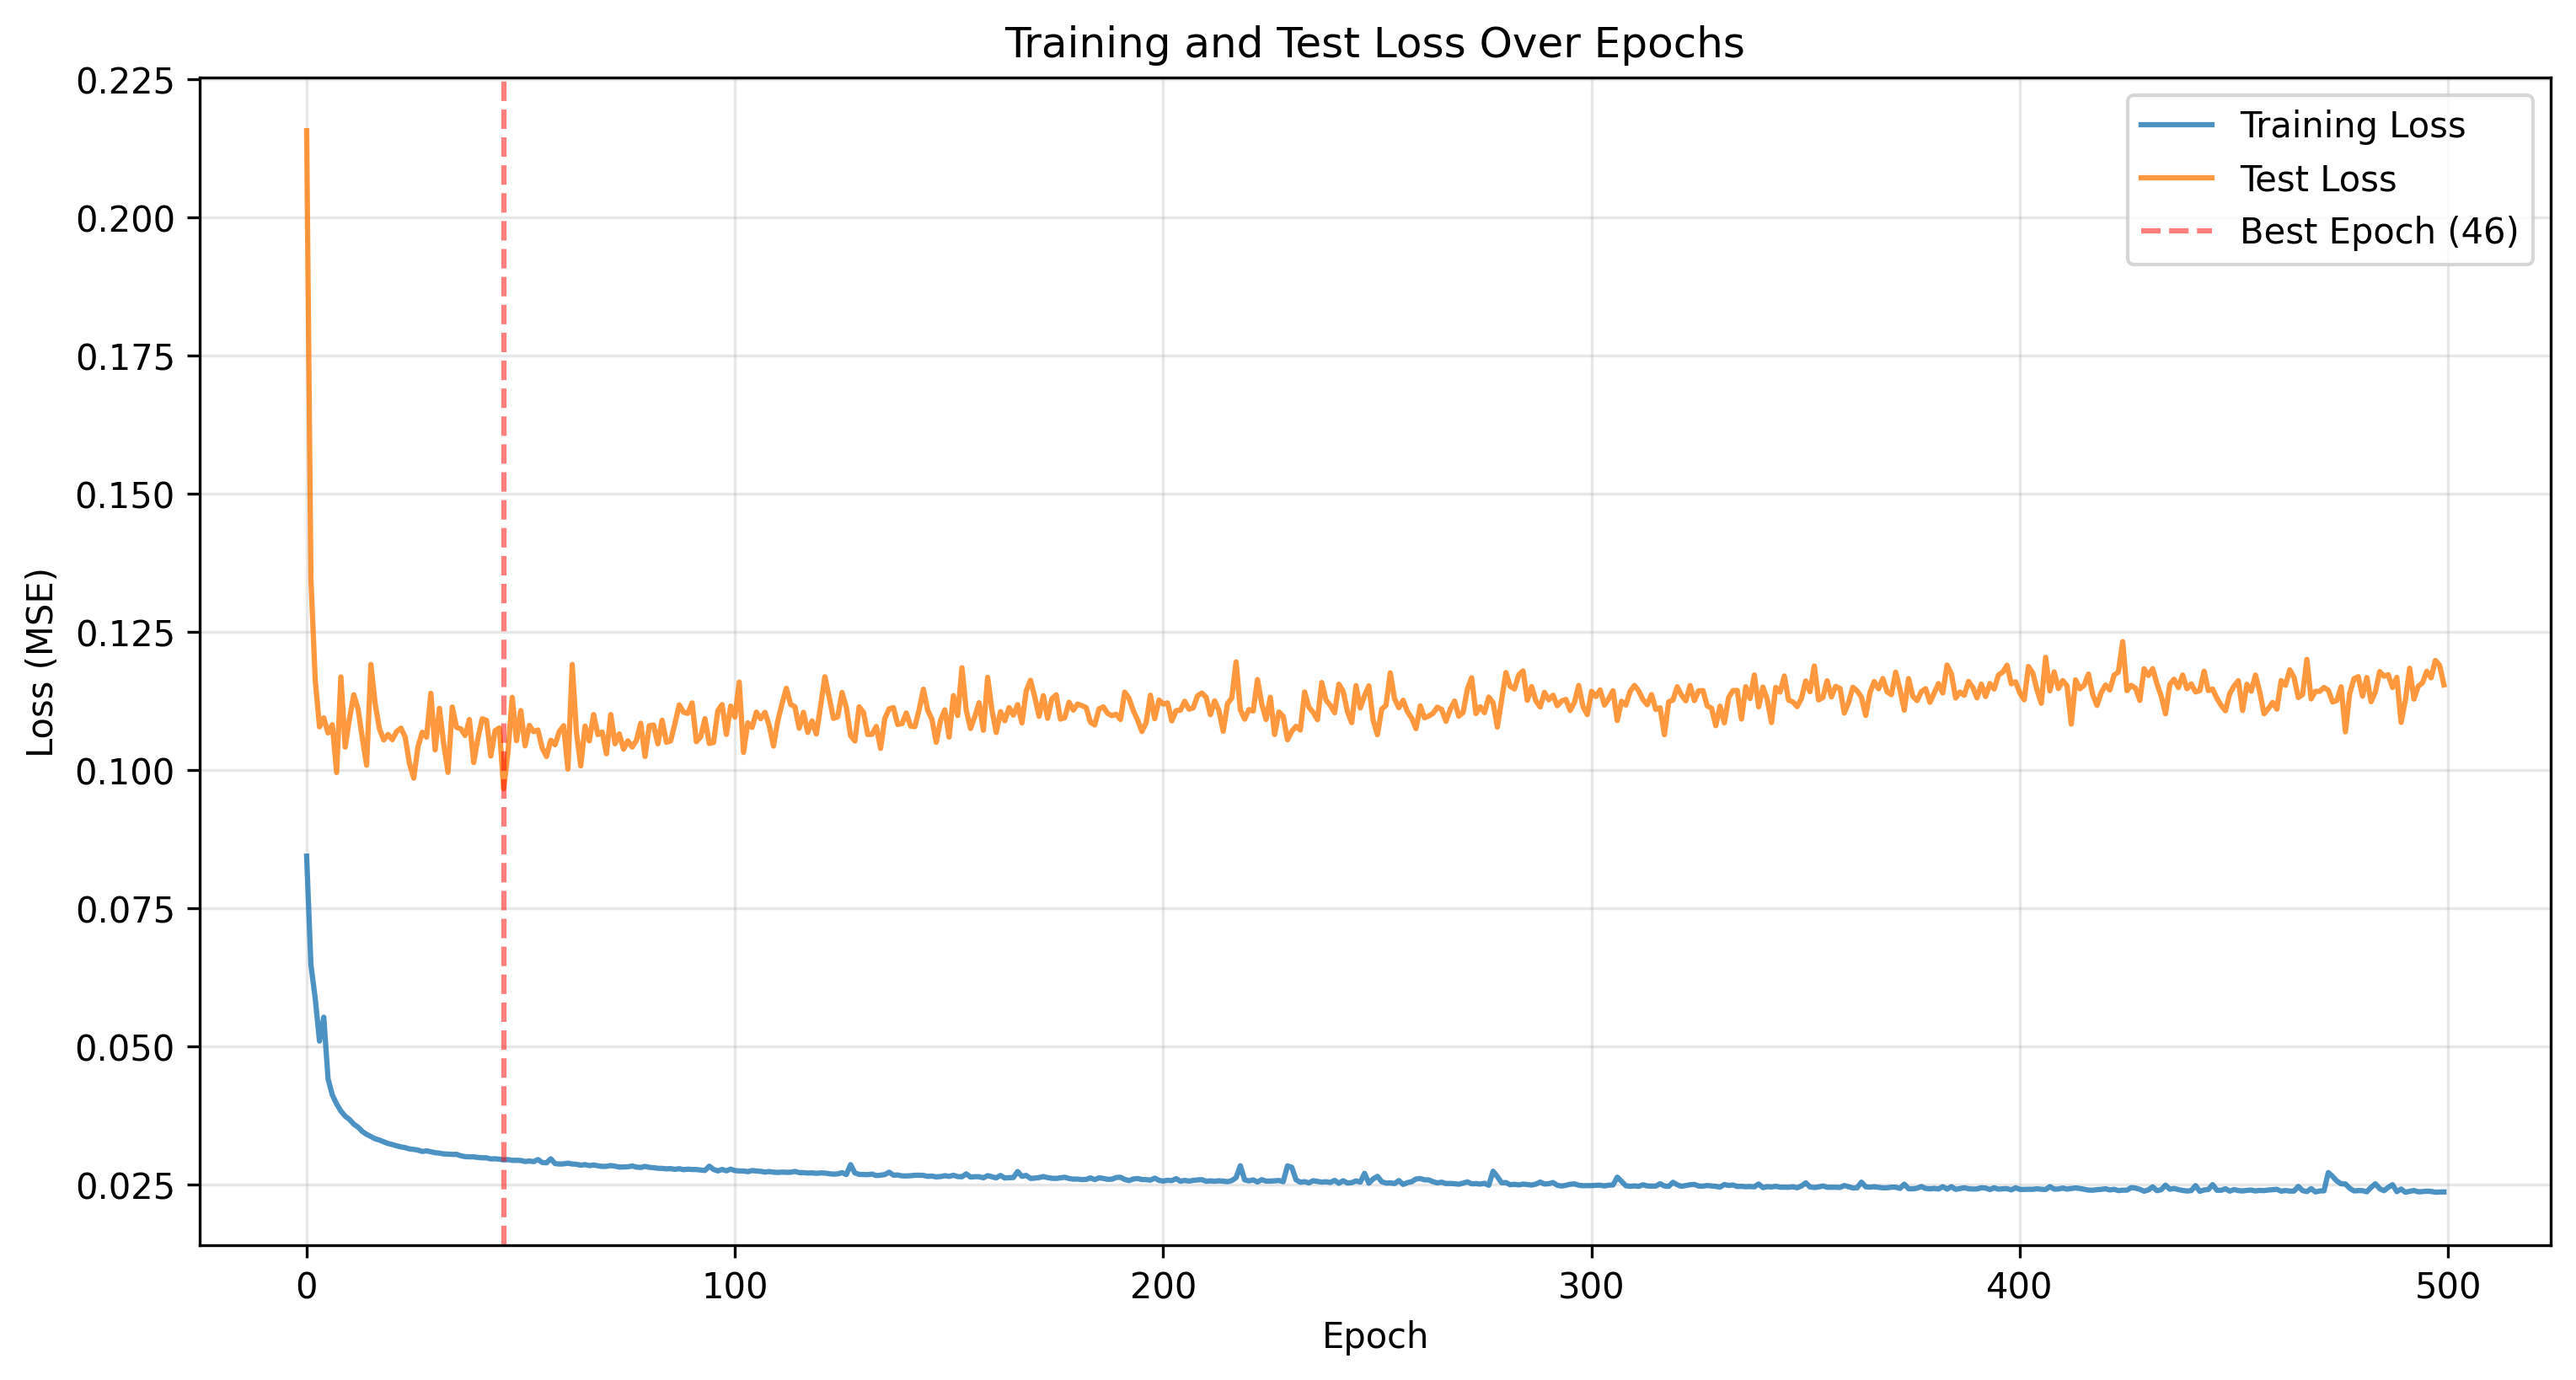 Training and Test Loss Over Epochs
0.225
0.200
0.175
0.150
0.125
0.100
0.075
0.050
0.025
Loss (MSE)
Training Loss
Test Loss
Best Epoch (46)
0
100
200
300
400
500
Epoch